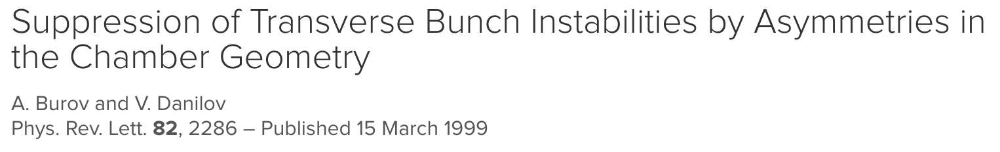 Suppression of Transverse Bunch Instabilities by Asymmetries in
the Chamber Geometry
A. Burov and V. Danilov
Phys. Rev. Lett. 82, 2286 – Published 15 March 1999